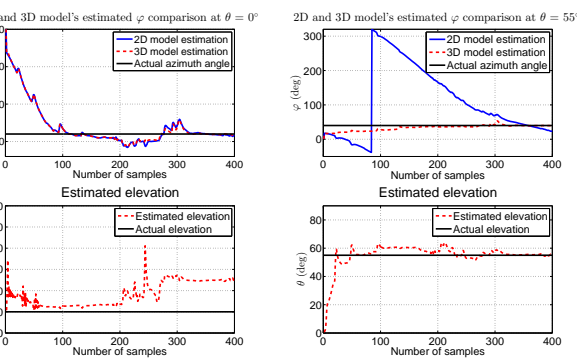 and 3D model's estimated φ comparison at θ = 0°
2D and 3D model's estimated φ comparison at θ = 55°
2D model estimation
3D model estimation
Actual azimuth angle
0 100 200 300 400
Number of samples
φ (deg)
300
200
100
0
2D model estimation
3D model estimation
Actual azimuth angle
0 100 200 300 400
Number of samples
Estimated elevation
Estimated elevation
Actual elevation
0 100 200 300 400
Number of samples
Estimated elevation
θ (deg)
80
60
40
20
0
Estimated elevation
Actual elevation
0 100 200 300 400
Number of samples